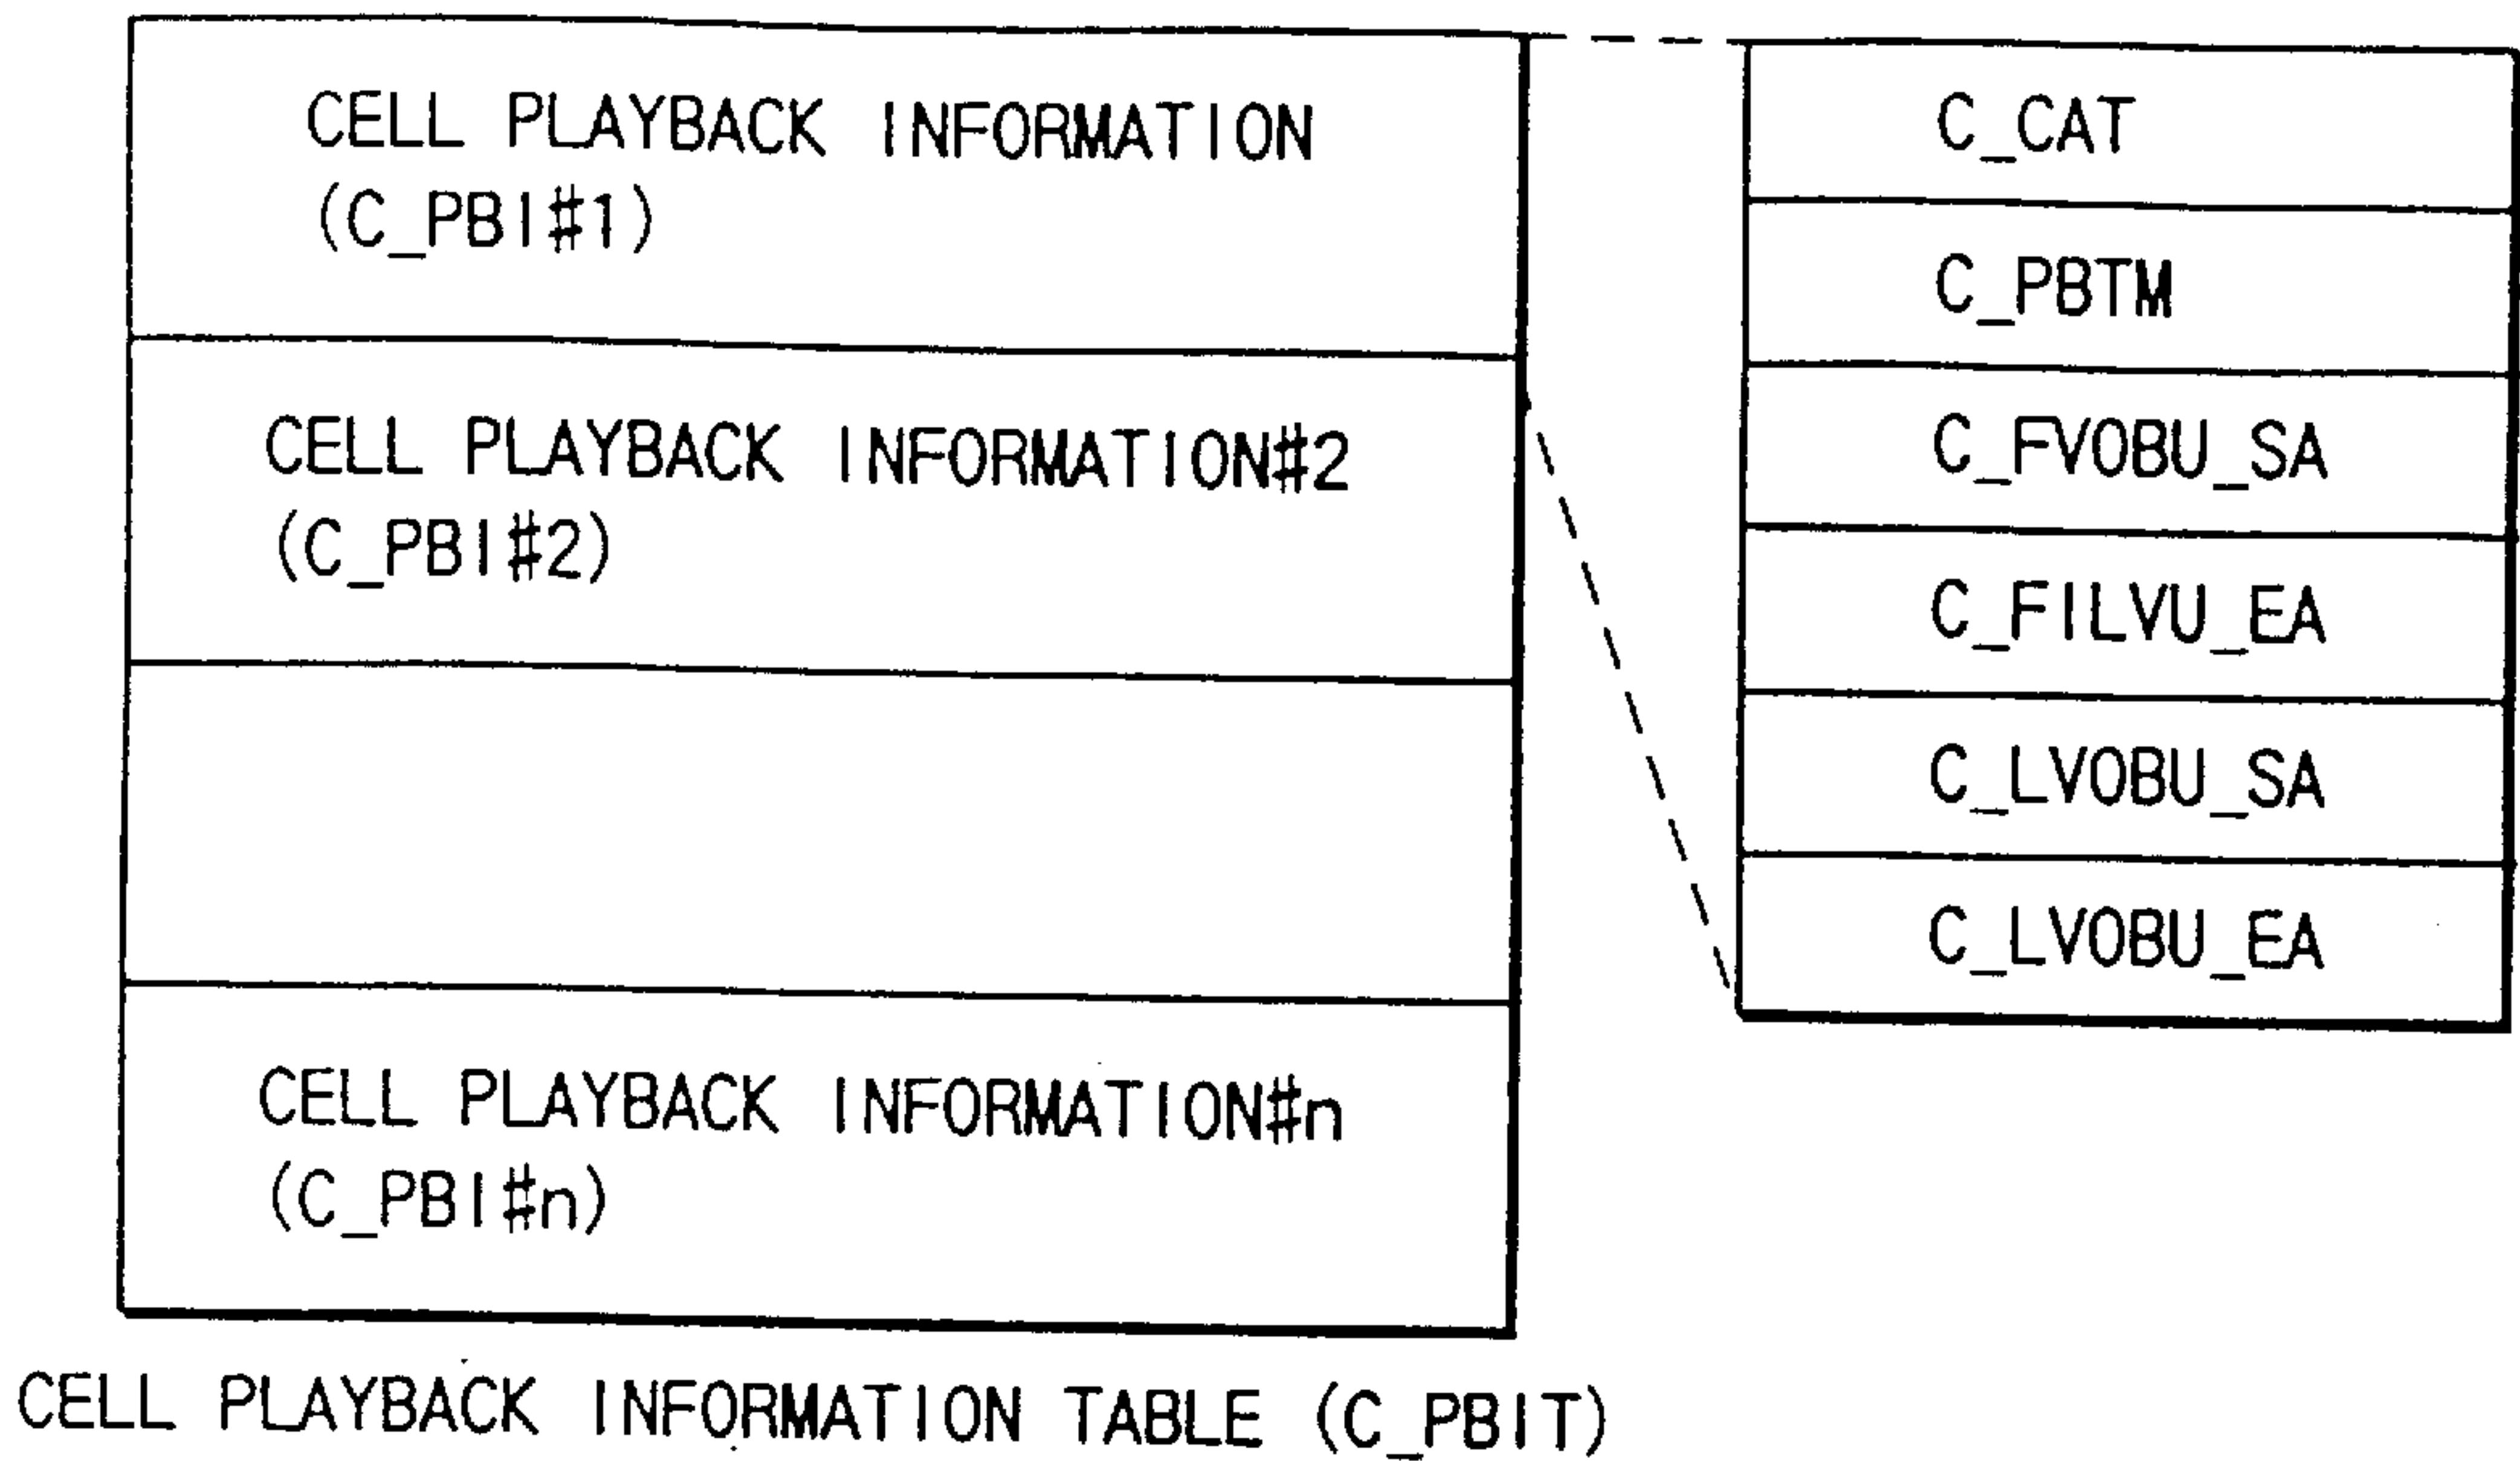 CELL PLAYBACK INFORMATION
(C_PBI#1)
CELL PLAYBACK INFORMATION#2
(C_PBI#2)
CELL PLAYBACK INFORMATION#n
(C_PBI#n)
CELL PLAYBACK INFORMATION TABLE (C_PBIT)
C_CAT
C_PBTM
C_FVOBU_SA
C_FILVU_EA
C_LVOBU_SA
C_LVOBU_EA